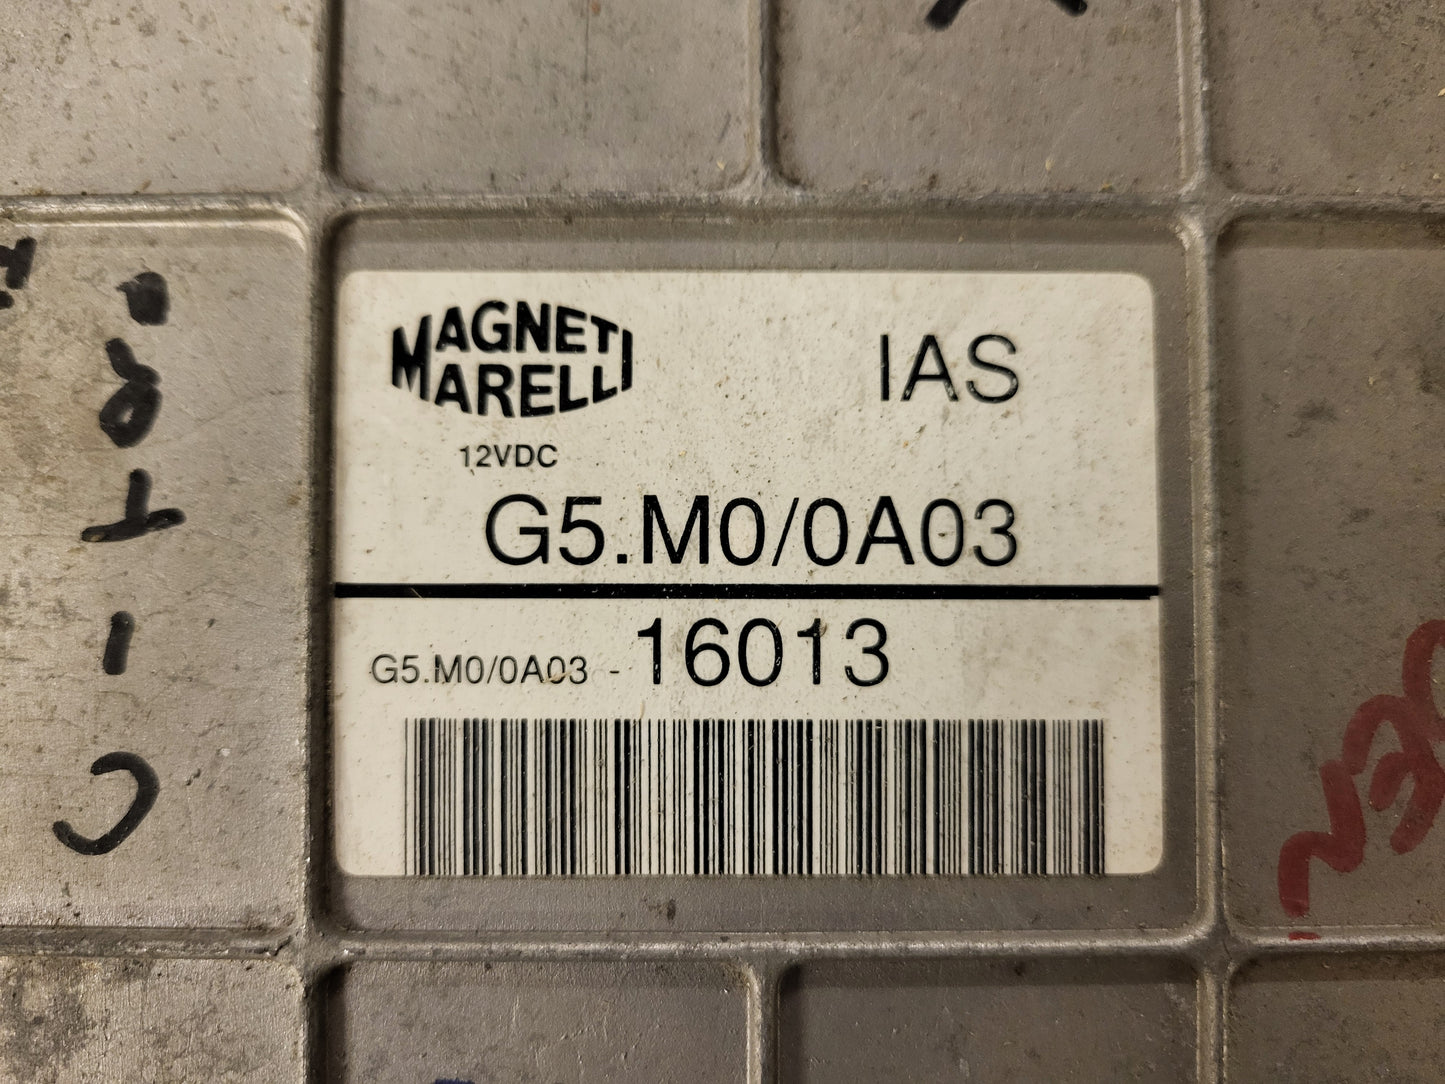 MAGNETI
MARELLI
IAS
12VDC
G5.M0/0A03
G5.M0/0A03 - 16013